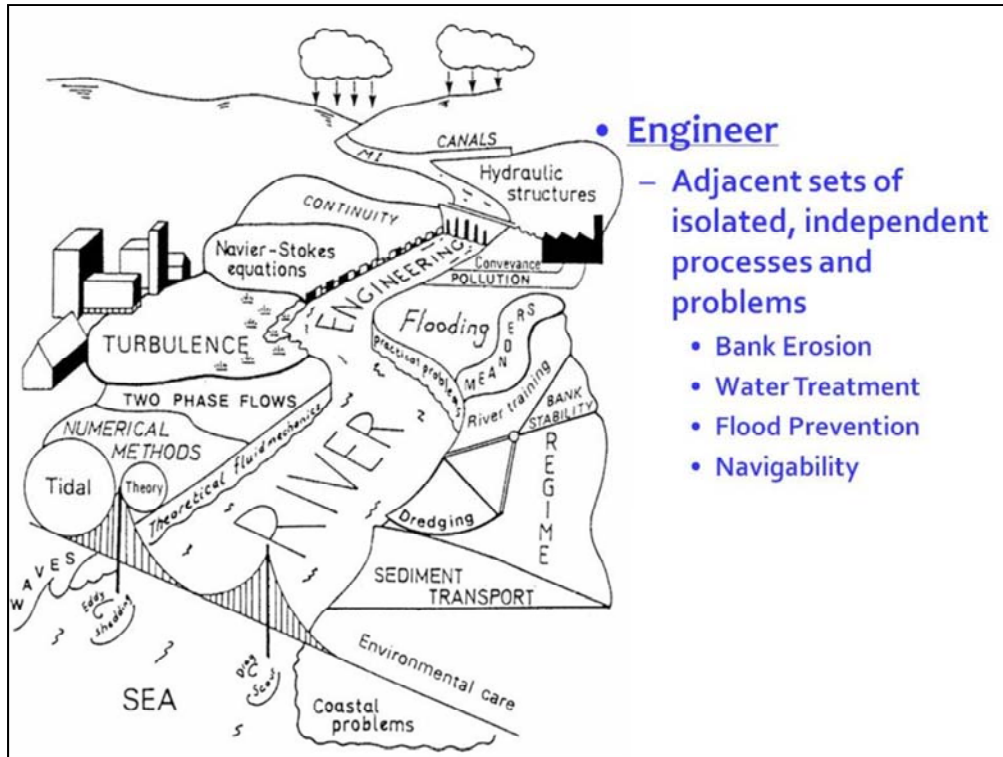 CANALS
MI
Hydraulic
structures
CONTINUITY
Navier-Stokes
equations
RIVER ENGINEERING
Conveyance
POLLUTION
Flooding
MEANDERS
practical problems
TURBULENCE
River training
BANK
STABILITY
TWO PHASE FLOWS
NUMERICAL
METHODS
Theoretical fluid mechanics
REGIME
Tidal
Theory
Dredging
SEDIMENT
TRANSPORT
WAVES
Eddy
shedding
Drag
Scour
SEA
Environmental care
Coastal
problems
• Engineer
– Adjacent sets of
isolated, independent
processes and
problems
• Bank Erosion
• Water Treatment
• Flood Prevention
• Navigability